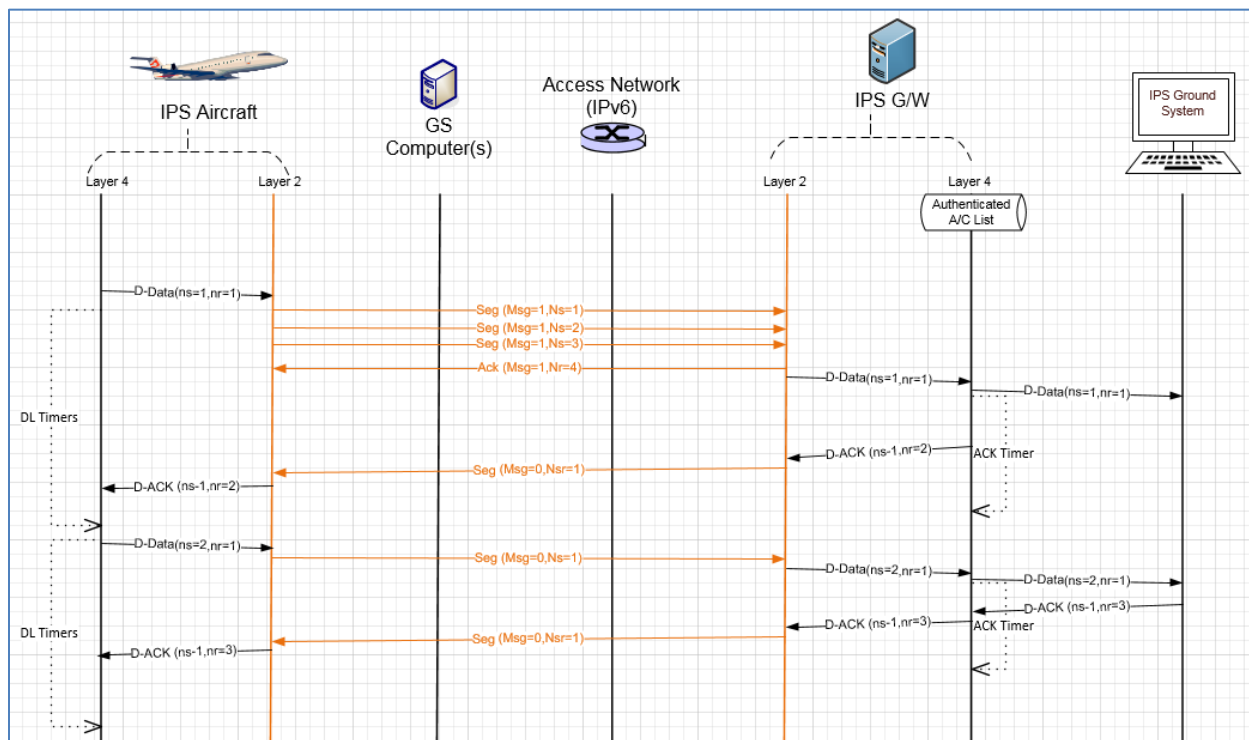 IPS Aircraft
GS
Computer(s)
Access Network
(IPv6)
IPS G/W
IPS Ground
System
Layer 4
Layer 2
Layer 2
Layer 4
Authenticated
A/C List
D-Data(ns=1,nr=1)
Seg (Msg=1,Ns=1)
Seg (Msg=1,Ns=2)
Seg (Msg=1,Ns=3)
Ack (Msg=1,Nr=4)
D-Data(ns=1,nr=1)
D-Data(ns=1,nr=1)
DL Timers
D-ACK (ns-1,nr=2)
ACK Timer
Seg (Msg=0,Nsr=1)
D-ACK (ns-1,nr=2)
D-Data(ns=2,nr=1)
Seg (Msg=0,Ns=1)
D-Data(ns=2,nr=1)
D-Data(ns=2,nr=1)
D-ACK (ns-1,nr=3)
D-ACK (ns-1,nr=3)
ACK Timer
DL Timers
Seg (Msg=0,Nsr=1)
D-ACK (ns-1,nr=3)